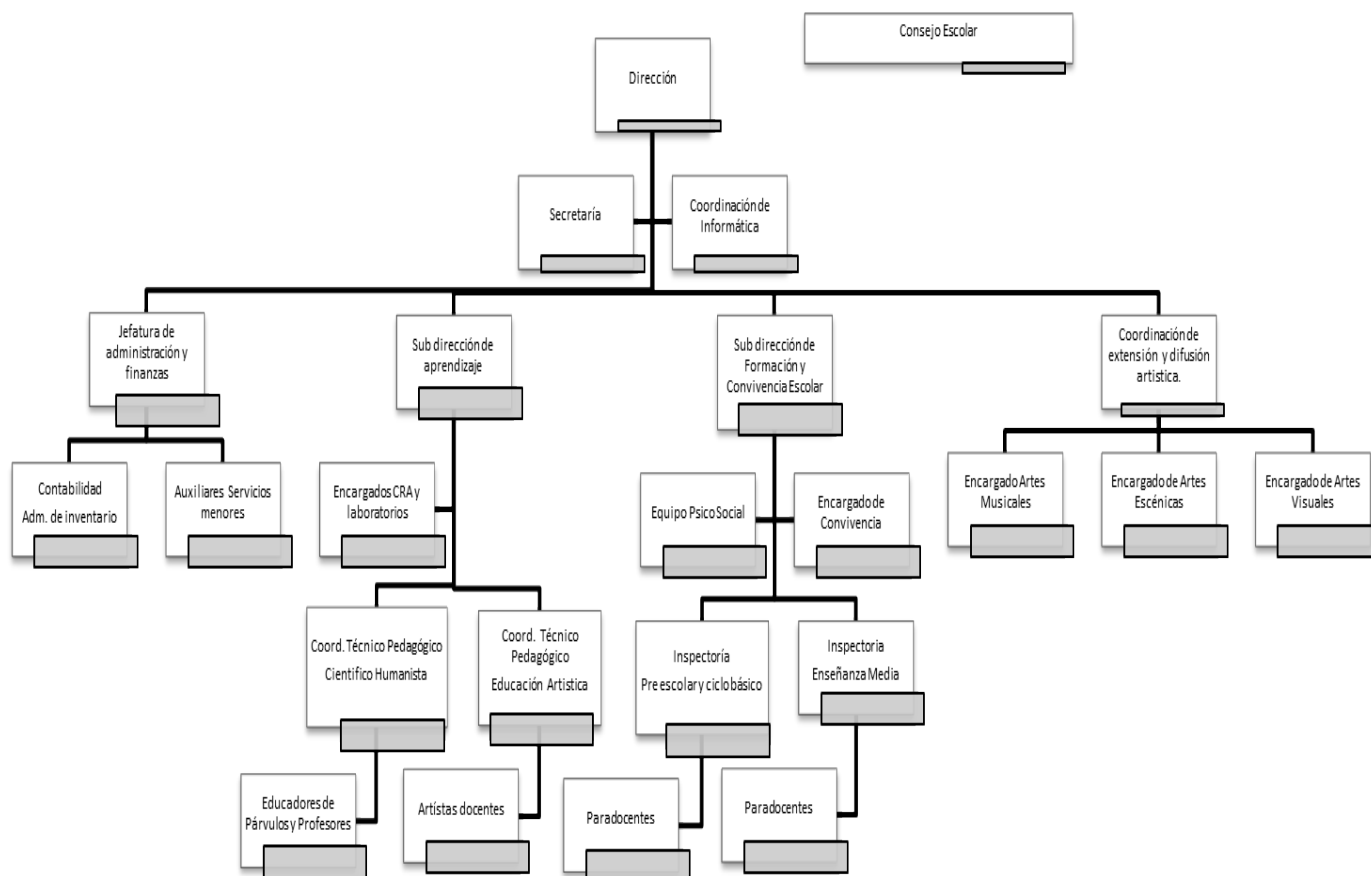 Consejo Escolar
Dirección
Secretaría
Coordinación de
Informática
Jefatura de
administración y
finanzas
Sub dirección de
aprendizaje
Sub dirección de
Formación y
Convivencia Escolar
Coordinación de
extensión y difusión
artistica.
Contabilidad
Adm. de inventario
Auxiliares Servicios
menores
Encargados CRA y
laboratorios
Equipo Psico Social
Encargado de
Convivencia
Encargado Artes
Musicales
Encargado de Artes
Escénicas
Encargado de Artes
Visuales
Coord. Técnico Pedagógico
Cientifico Humanista
Coord. Técnico
Pedagógico
Educación Artistica
Inspectoría
Pre escolar y ciclo básico
Inspectoria
Enseñanza Media
Educadores de
Párvulos y Profesores
Artístas docentes
Paradocentes
Paradocentes